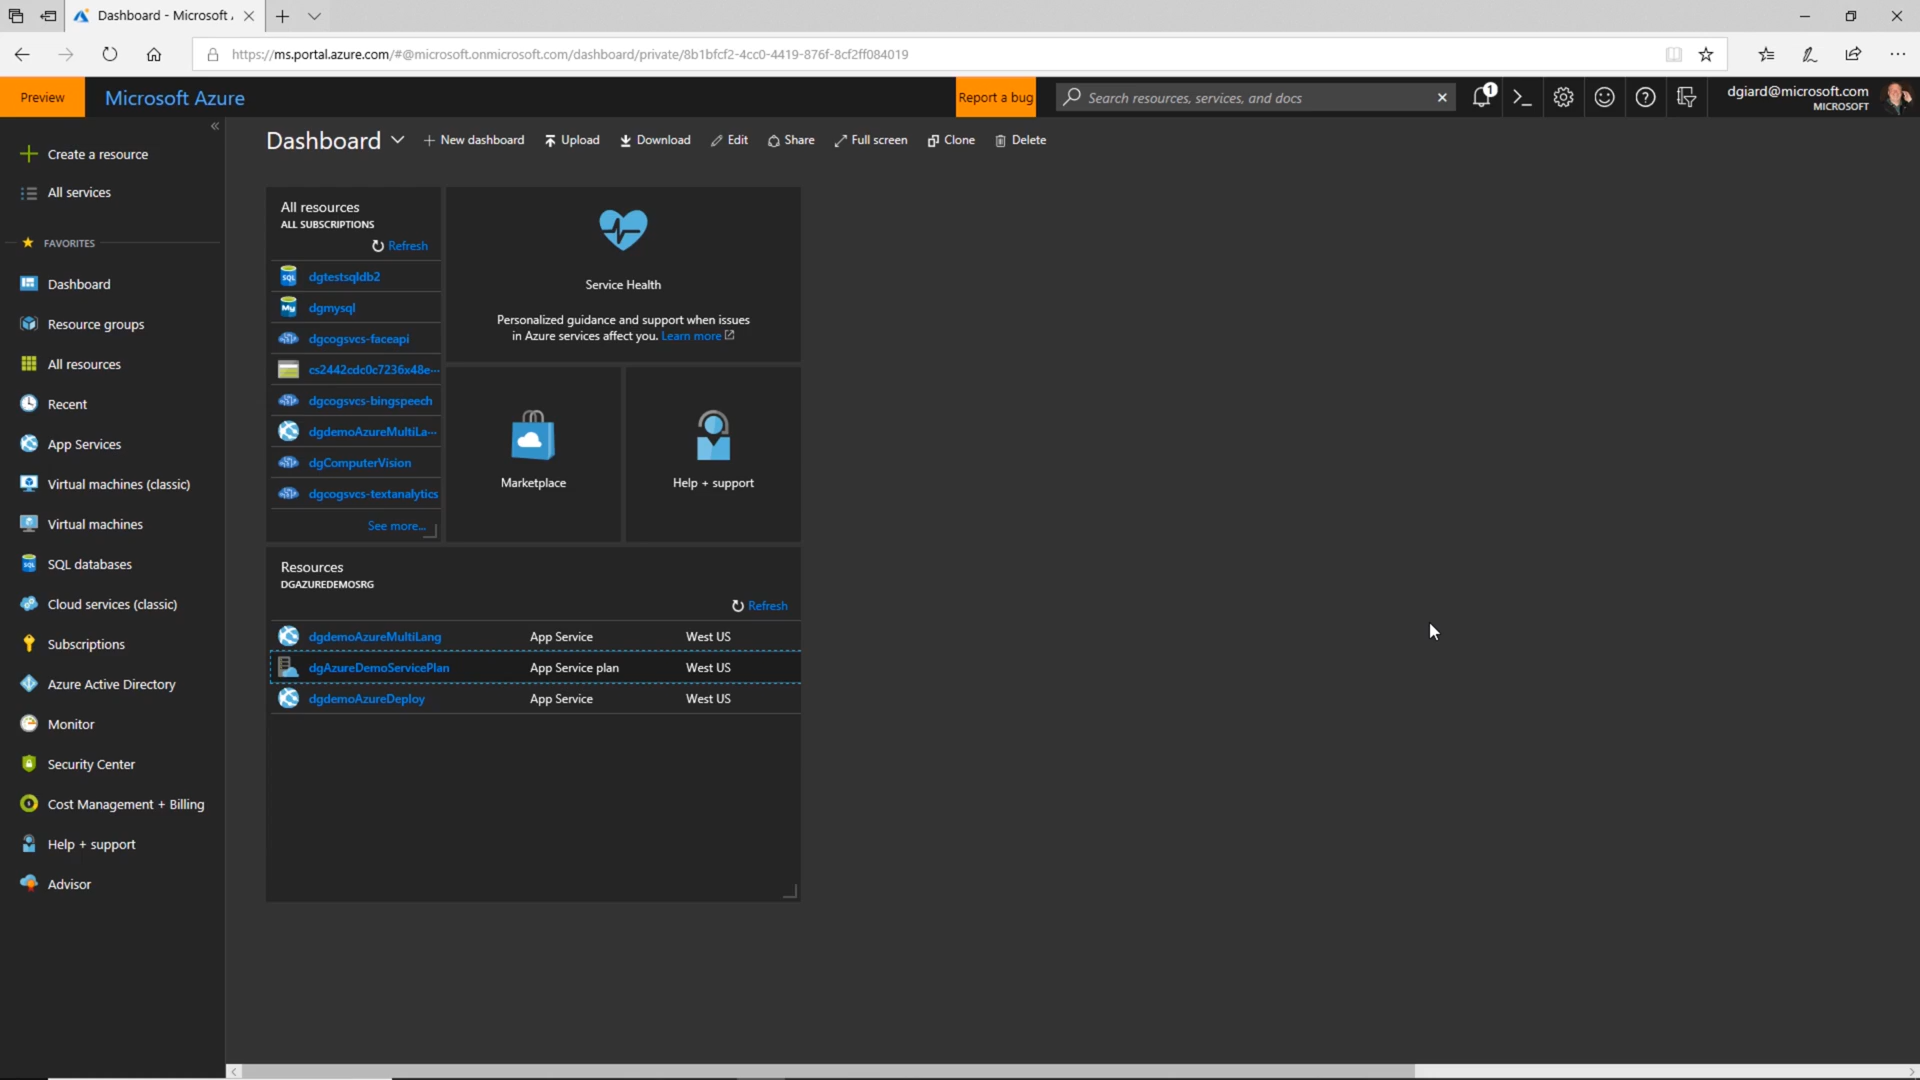 Dashboard - Microsoft
https://ms.portal.azure.com/#@microsoft.onmicrosoft.com/dashboard/private/8b1bfcf2-4cc0-4419-876f-8cf2ff084019
Preview
Microsoft Azure
Report a bug
Search resources, services, and docs
1
dgiard@microsoft.com
MICROSOFT
Create a resource
All services
FAVORITES
Dashboard
Resource groups
All resources
Recent
App Services
Virtual machines (classic)
Virtual machines
SQL databases
Cloud services (classic)
Subscriptions
Azure Active Directory
Monitor
Security Center
Cost Management + Billing
Help + support
Advisor
Dashboard
New dashboard
Upload
Download
Edit
Share
Full screen
Clone
Delete
All resources
ALL SUBSCRIPTIONS
Refresh
SQL dgtestsqldb2
My dgmysql
dgcogsvcs-faceapi
cs2442cdc0c7236x48e···
dgcogsvcs-bingspeech
dgdemoAzureMultiLa···
dgComputerVision
dgcogsvcs-textanalytics
See more...
Service Health
Personalized guidance and support when issues
in Azure services affect you. Learn more
Marketplace
Help + support
Resources
DGAZUREDEMOSRG
Refresh
dgdemoAzureMultiLang App Service West US
dgAzureDemoServicePlan App Service plan West US
dgdemoAzureDeploy App Service West US